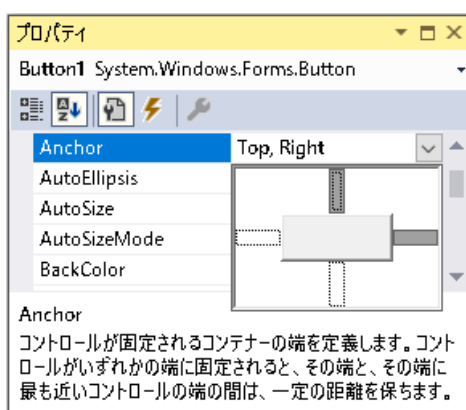 プロパティ
Button1 System.Windows.Forms.Button
Anchor Top, Right
AutoEllipsis
AutoSize
AutoSizeMode
BackColor
Anchor
コントロールが固定されるコンテナーの端を定義します。コント
ロールがいずれかの端に固定されると、その端と、その端に
最も近いコントロールの端の間は、一定の距離を保ちます。